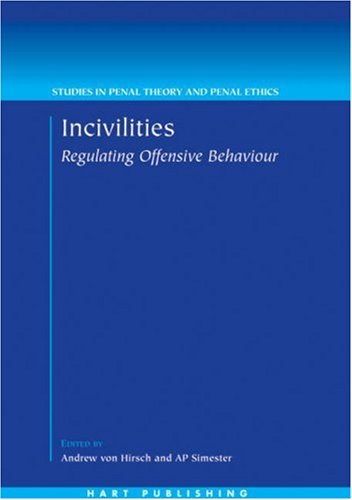 STUDIES IN PENAL THEORY AND PENAL ETHICS
Incivilities
Regulating Offensive Behaviour
EDITED BY
Andrew von Hirsch and AP Simester
HART PUBLISHING